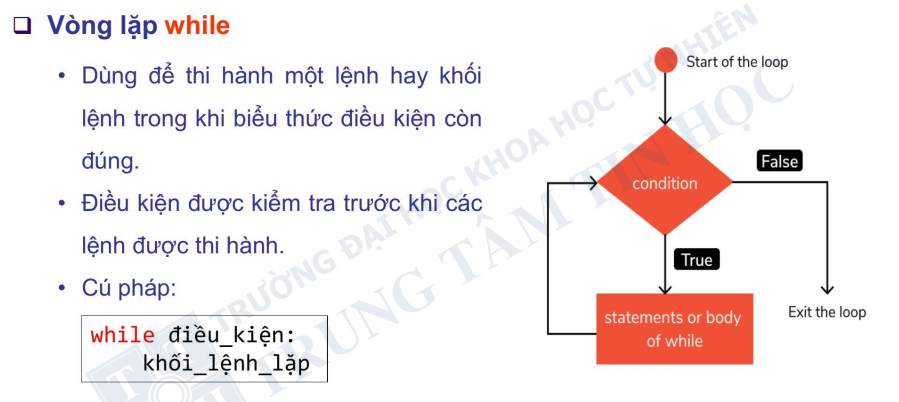 Vòng lặp while
• Dùng để thi hành một lệnh hay khối
lệnh trong khi biểu thức điều kiện còn
đúng.
• Điều kiện được kiểm tra trước khi các
lệnh được thi hành.
• Cú pháp:
while điều_kiện:
khối_lệnh_lặp
Start of the loop
condition
False
True
statements or body
of while
Exit the loop
TRƯỜNG ĐẠI HỌC KHOA HỌC TỰ NHIÊN
TRUNG TÂM TIN HỌC